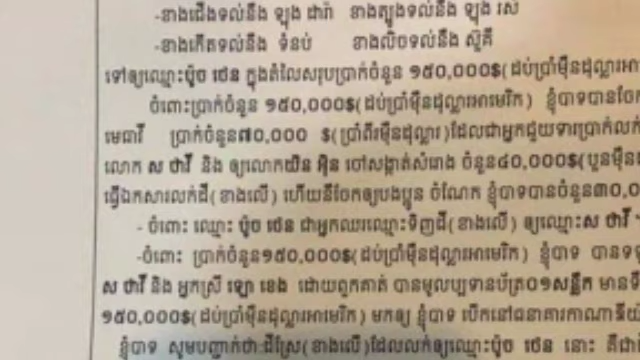 -ខាងជើងទល់នឹង ឡុង ដារ៉ា ខាងត្បូងទល់នឹង ឡុង រស់
-ខាងកើតទល់នឹង ទំនប់ ខាងលិចទល់នឹង ស៊ូគី
ទៅឲ្យឈ្មោះប៉ូច ថេន ក្នុងតំលៃសរុបប្រាក់ចំនួន ១៥០,០០០$(ដប់ប្រាំម៉ឺនដុល្លារអាមេ
ចំពោះប្រាក់ចំនួន ១៥០,០០០$(ដប់ប្រាំម៉ឺនដុល្លារអាមេរិក) ខ្ញុំបាទបានចែក
មេធាវី ប្រាក់ចំនួន៧០,០០០ $(ប្រាំពីរម៉ឺនដុល្លារ)ដែលជាអ្នកជួយទារប្រាក់លក់
លោក ស ថាវី និង ឲ្យលោកយិន អ៊ិន ចៅសង្កាត់សំរោង ចំនួន៤០,០០០$(បួនម៉ឺន
ធ្វើឯកសារលក់ដី(ខាងលើ) ហើយនឹចែកឲ្យបងប្អូន ចំណែក ខ្ញុំបាទបានចំនួន៣០,០
- ចំពោះ ឈ្មោះ ប៉ូច ថេន ជាអ្នកឈរឈ្មោះទិញដី(ខាងលើ) ឲ្យឈ្មោះស ថាវី
-ចំពោះ ប្រាក់ចំនួន១៥០,០០០$(ដប់ប្រាំម៉ឺនដុល្លារអាមេរិក) ខ្ញុំបាទ បានទទួ
ស ថាវី និង អ្នកស្រី ឡោ ខេង ដោយពួកគាត់ បានមូលប្បទានប័ត្រ០១សន្លឹក មានទឹ
១៥០,០០០$(ដប់ប្រាំម៉ឺនដុល្លារអាមេរិក) មកឲ្យ ខ្ញុំបាទ បើកនៅធនាគារកាណាឌីយ៉
ខ្ញុំបាទ សូមបញ្ជាក់ថា:ដីស្រែ(ខាងលើ)ដែលលក់ឲ្យឈ្មោះប៉ូច ថេន នោះ គឺជា